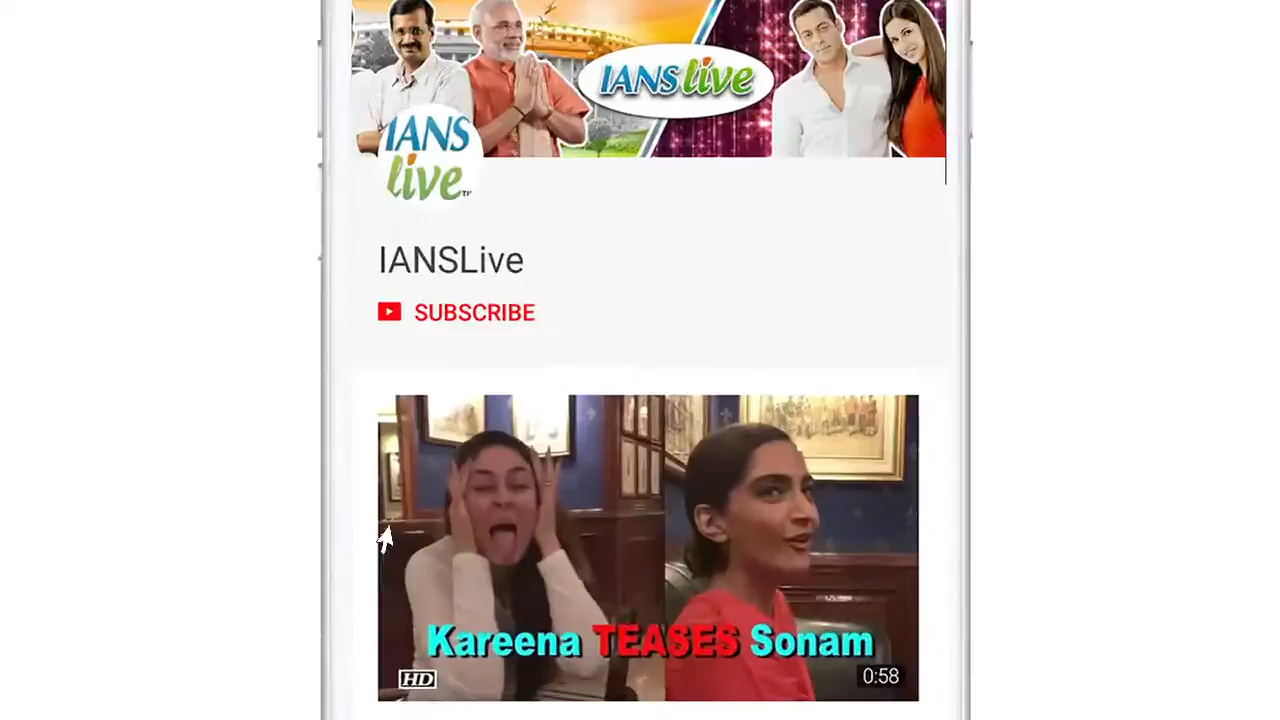 IANSlive
IANS
live
IANSLive
SUBSCRIBE
Kareena TEASES Sonam
HD
0:58